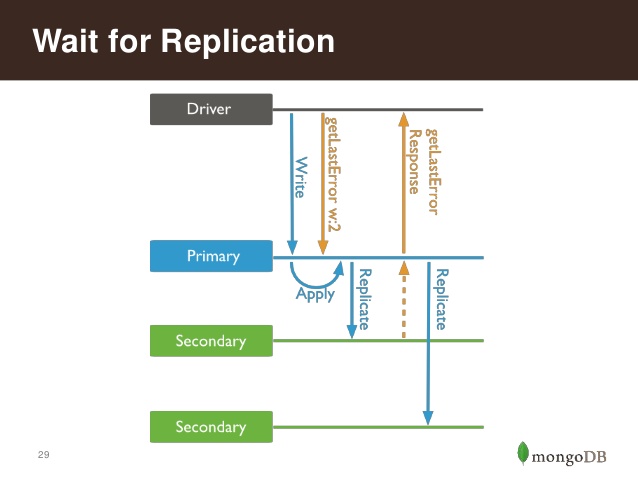 Wait for Replication
Driver
Write
getLastError w:2
getLastError
Response
Primary
Apply
Replicate
Replicate
Secondary
Secondary
29
mongoDB